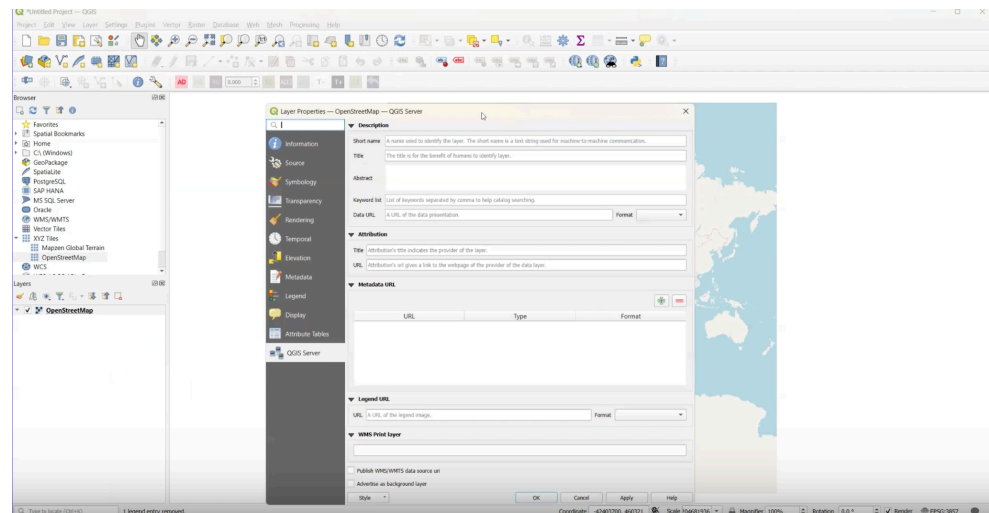 *Untitled Project — QGIS
Project Edit View Layer Settings Plugins Vector Raster Database Web Mesh Processing Help
Browser
Favorites
Spatial Bookmarks
Home
C:\ (Windows)
GeoPackage
SpatiaLite
PostgreSQL
SAP HANA
MS SQL Server
Oracle
WMS/WMTS
Vector Tiles
XYZ Tiles
Mapzen Global Terrain
OpenStreetMap
WCS
Layers
OpenStreetMap
Layer Properties — OpenStreetMap — QGIS Server
Information
Source
Symbology
Transparency
Rendering
Temporal
Elevation
Metadata
Legend
Display
Attribute Tables
QGIS Server
Description
Short name A name used to identify the layer. The short name is a text string used for machine-to-machine communication.
Title The title is for the benefit of humans to identify layer.
Abstract
Keyword list List of keywords separated by comma to help catalog searching.
Data URL A URL of the data presentation. Format
Attribution
Title Attribution's title indicates the provider of the layer.
URL Attribution's url gives a link to the webpage of the provider of the data layer.
Metadata URL
URL Type Format
Legend URL
URL A URL of the legend image. Format
WMS Print layer
Publish WMS/WMTS data source uri
Advertise as background layer
Style OK Cancel Apply Help
Type to locate (Ctrl+K) 1 legend entry removed. Coordinate -42403700, 460321 Scale Magnifier 100% Rotation 0.0 ° Render EPSG:3857